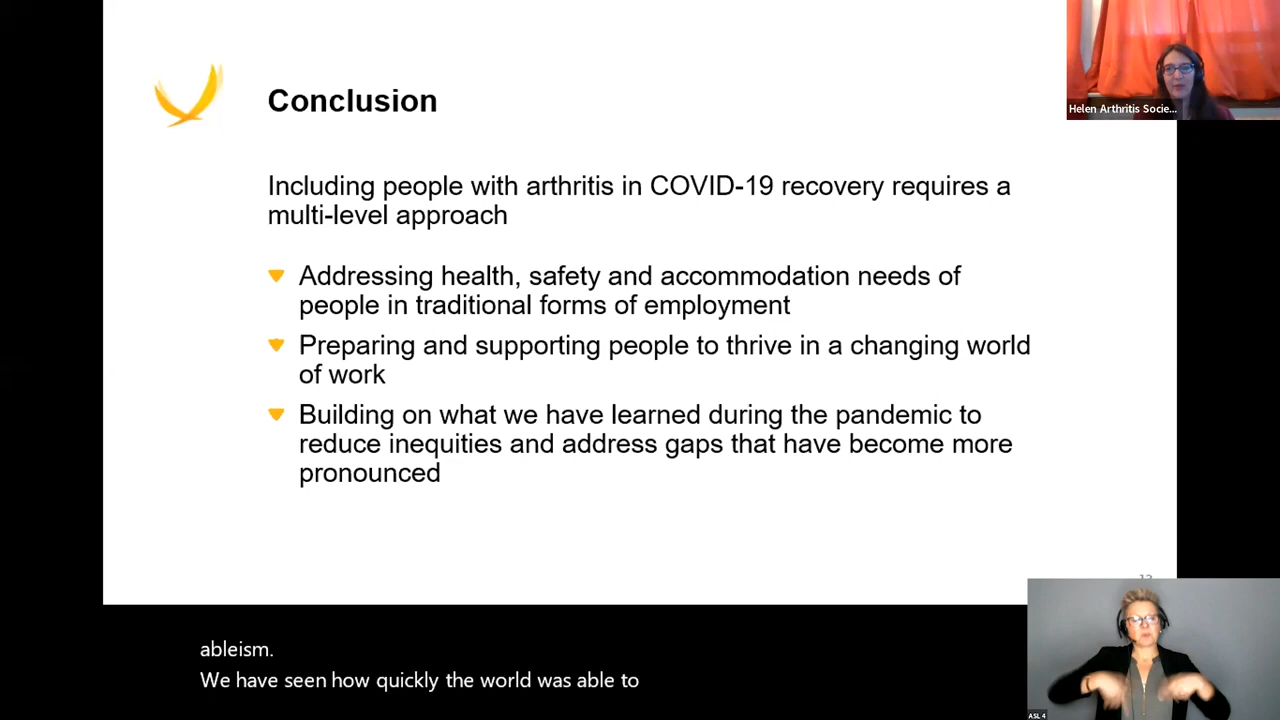 Conclusion
Helen Arthritis Socie...
Including people with arthritis in COVID-19 recovery requires a
multi-level approach
Addressing health, safety and accommodation needs of
people in traditional forms of employment
Preparing and supporting people to thrive in a changing world
of work
Building on what we have learned during the pandemic to
reduce inequities and address gaps that have become more
pronounced
ableism.
We have seen how quickly the world was able to
ASL 4